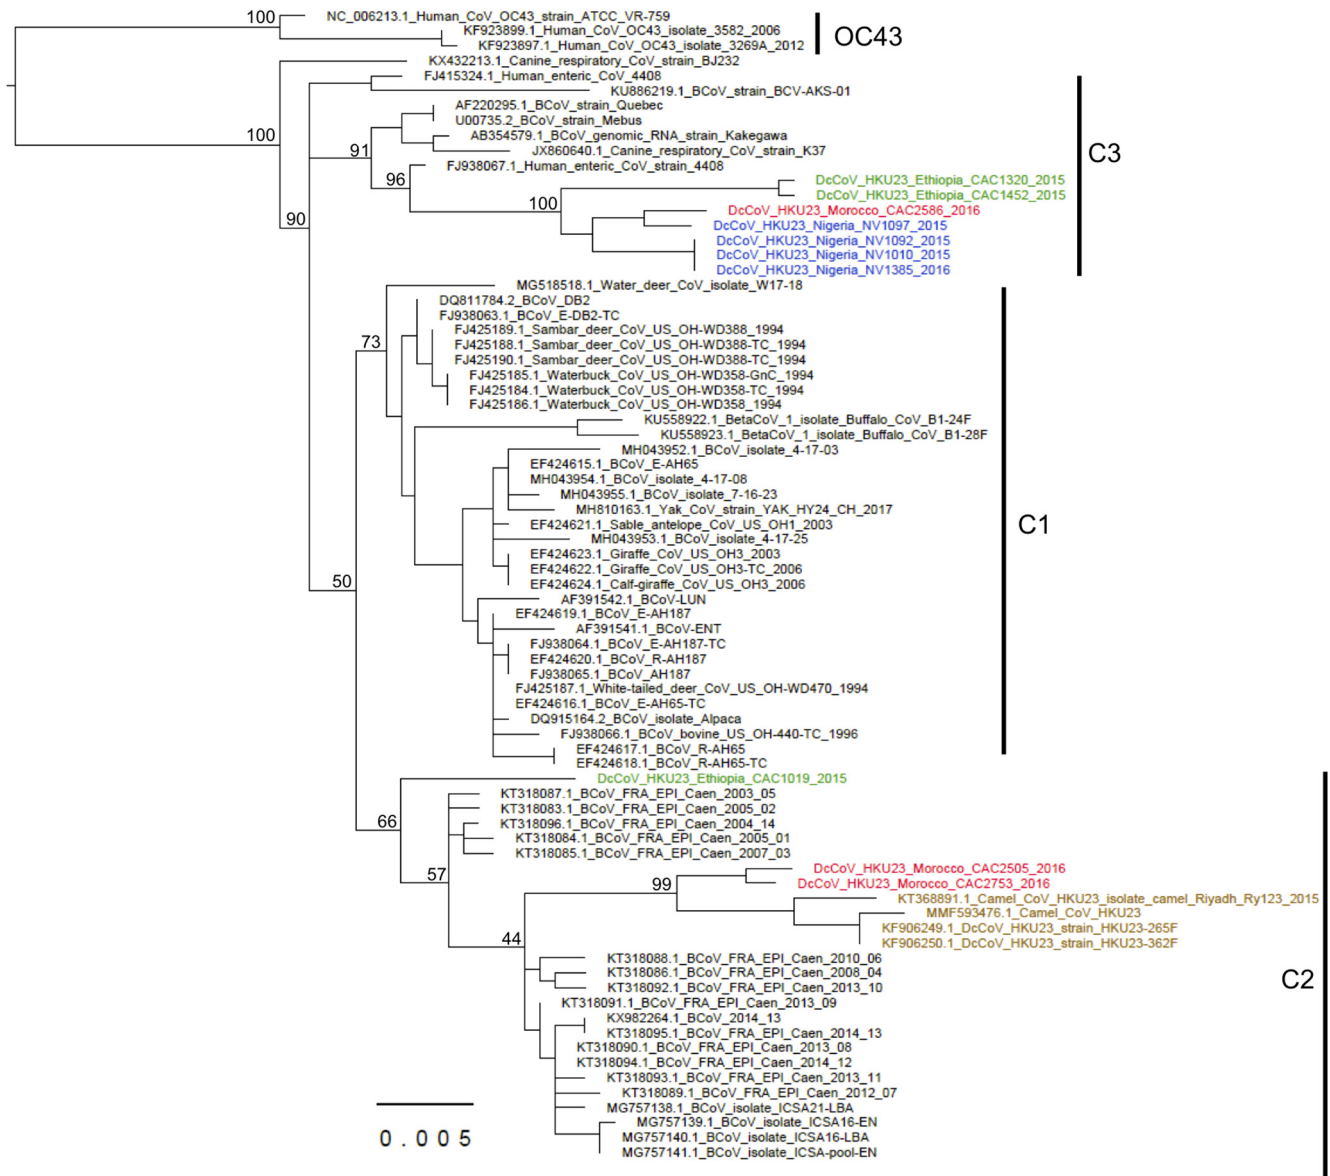 100
NC_006213.1_Human_CoV_OC43_strain_ATCC_VR-759
KF923899.1_Human_CoV_OC43_isolate_3582_2006
KF923897.1_Human_CoV_OC43_isolate_3269A_2012
OC43
KX432213.1_Canine_respiratory_CoV_strain_BJ232
FJ415324.1_Human_enteric_CoV_4408
KU886219.1_BCoV_strain_BCV-AKS-01
AF220295.1_BCoV_strain_Quebec
U00735.2_BCoV_strain_Mebus
100
AB354579.1_BCoV_genomic_RNA_strain_Kakegawa
91
JX860640.1_Canine_respiratory_CoV_strain_K37
C3
FJ938067.1_Human_enteric_CoV_strain_4408
96
DcCoV_HKU23_Ethiopia_CAC1320_2015
DcCoV_HKU23_Ethiopia_CAC1452_2015
100
DcCoV_HKU23_Morocco_CAC2586_2016
90
DcCoV_HKU23_Nigeria_NV1097_2015
DcCoV_HKU23_Nigeria_NV1092_2015
DcCoV_HKU23_Nigeria_NV1010_2015
DcCoV_HKU23_Nigeria_NV1385_2016
MG518518.1_Water_deer_CoV_isolate_W17-18
DQ811784.2_BCoV_DB2
FJ938063.1_BCoV_E-DB2-TC
FJ425189.1_Sambar_deer_CoV_US_OH-WD388_1994
73
FJ425188.1_Sambar_deer_CoV_US_OH-WD388-TC_1994
FJ425190.1_Sambar_deer_CoV_US_OH-WD388-TC_1994
FJ425185.1_Waterbuck_CoV_US_OH-WD358-GnC_1994
FJ425184.1_Waterbuck_CoV_US_OH-WD358-TC_1994
FJ425186.1_Waterbuck_CoV_US_OH-WD358_1994
KU558922.1_BetaCoV_1_isolate_Buffalo_CoV_B1-24F
KU558923.1_BetaCoV_1_isolate_Buffalo_CoV_B1-28F
MH043952.1_BCoV_isolate_4-17-03
EF424615.1_BCoV_E-AH65
MH043954.1_BCoV_isolate_4-17-08
MH043955.1_BCoV_isolate_7-16-23
MH810163.1_Yak_CoV_strain_YAK_HY24_CH_2017
EF424621.1_Sable_antelope_CoV_US_OH1_2003
C1
MH043953.1_BCoV_isolate_4-17-25
EF424623.1_Giraffe_CoV_US_OH3_2003
EF424622.1_Giraffe_CoV_US_OH3-TC_2006
50
EF424624.1_Calf-giraffe_CoV_US_OH3_2006
AF391542.1_BCoV-LUN
EF424619.1_BCoV_E-AH187
AF391541.1_BCoV-ENT
FJ938064.1_BCoV_E-AH187-TC
EF424620.1_BCoV_R-AH187
FJ938065.1_BCoV_AH187
FJ425187.1_White-tailed_deer_CoV_US_OH-WD470_1994
EF424616.1_BCoV_E-AH65-TC
DQ915164.2_BCoV_isolate_Alpaca
FJ938066.1_BCoV_bovine_US_OH-440-TC_1996
EF424617.1_BCoV_R-AH65
EF424618.1_BCoV_R-AH65-TC
DcCoV_HKU23_Ethiopia_CAC1019_2015
KT318087.1_BCoV_FRA_EPI_Caen_2003_05
KT318083.1_BCoV_FRA_EPI_Caen_2005_02
66
KT318096.1_BCoV_FRA_EPI_Caen_2004_14
KT318084.1_BCoV_FRA_EPI_Caen_2005_01
KT318085.1_BCoV_FRA_EPI_Caen_2007_03
57
DcCoV_HKU23_Morocco_CAC2505_2016
99
DcCoV_HKU23_Morocco_CAC2753_2016
KT368891.1_Camel_CoV_HKU23_isolate_camel_Riyadh_Ry123_2015
MMF593476.1_Camel_CoV_HKU23
KF906249.1_DcCoV_HKU23_strain_HKU23-265F
44
KF906250.1_DcCoV_HKU23_strain_HKU23-362F
KT318088.1_BCoV_FRA_EPI_Caen_2010_06
KT318086.1_BCoV_FRA_EPI_Caen_2008_04
C2
KT318092.1_BCoV_FRA_EPI_Caen_2013_10
KT318091.1_BCoV_FRA_EPI_Caen_2013_09
KX982264.1_BCoV_2014_13
KT318095.1_BCoV_FRA_EPI_Caen_2014_13
KT318090.1_BCoV_FRA_EPI_Caen_2013_08
KT318094.1_BCoV_FRA_EPI_Caen_2014_12
KT318093.1_BCoV_FRA_EPI_Caen_2013_11
KT318089.1_BCoV_FRA_EPI_Caen_2012_07
MG757138.1_BCoV_isolate_ICSA21-LBA
MG757139.1_BCoV_isolate_ICSA16-EN
0.005
MG757140.1_BCoV_isolate_ICSA16-LBA
MG757141.1_BCoV_isolate_ICSA-pool-EN